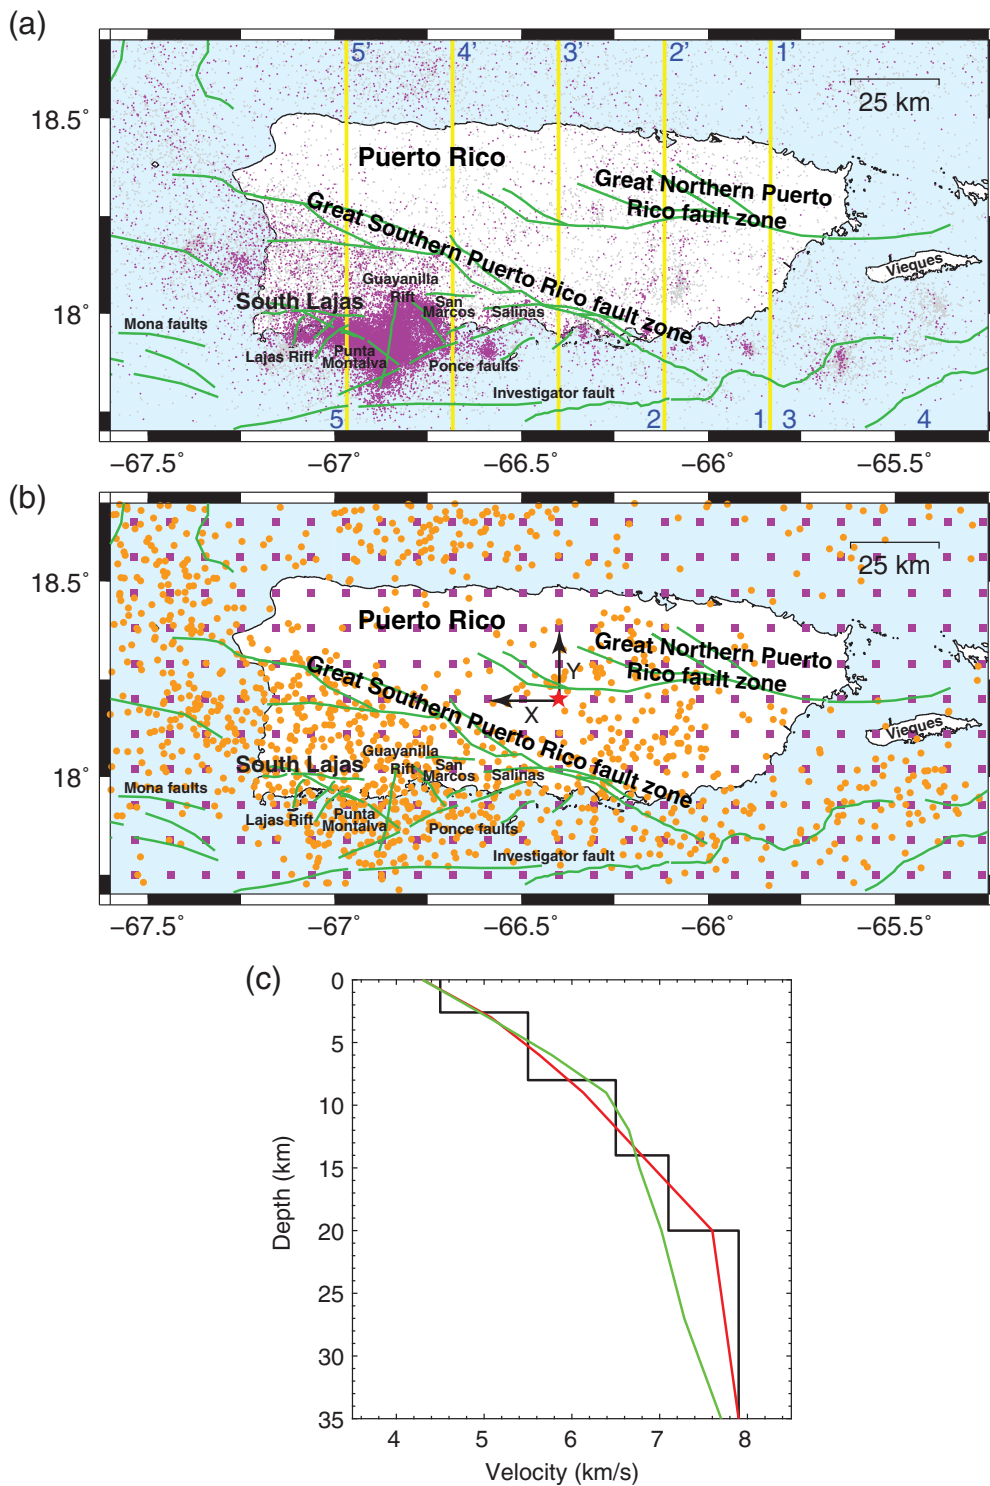 (a)
5' 4' 3' 2' 1'
25 km
18.5°
Puerto Rico
Great Northern Puerto
Rico fault zone
Great Southern Puerto Rico fault zone
Vieques
Guayanilla
Rift
South Lajas
San
Marcos
Salinas
18°
Mona faults
Lajas Rift
Punta
Montalva
Ponce faults
Investigator fault
5 2 1 3 4
−67.5° −67° −66.5° −66° −65.5°
(b)
25 km
18.5°
Puerto Rico
Great Northern Puerto
Rico fault zone
Y
X
Great Southern Puerto Rico fault zone
Vieques
Guayanilla
Rift
South Lajas
San
Marcos
Salinas
18°
Mona faults
Lajas Rift
Punta
Montalva
Ponce faults
Investigator fault
−67.5° −67° −66.5° −66° −65.5°
(c)
0
5
10
15
20
25
30
35
Depth (km)
4 5 6 7 8
Velocity (km/s)